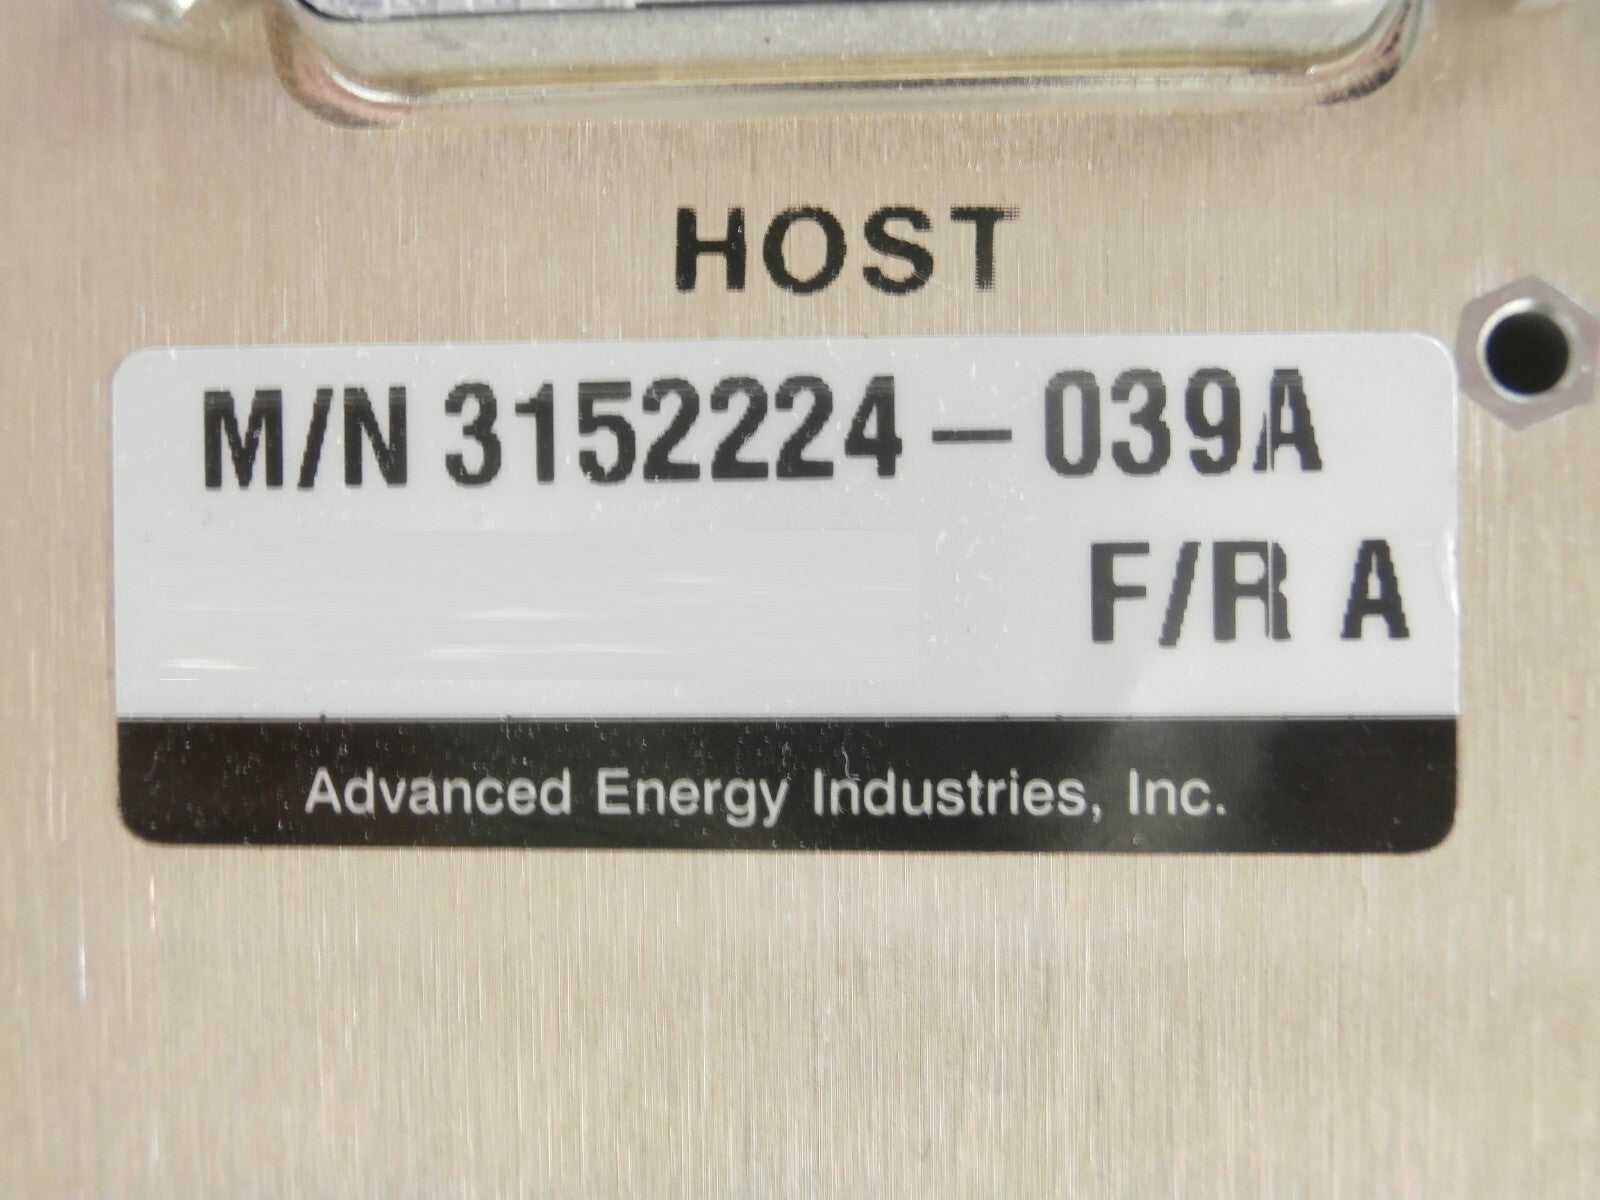 HOST
M/N 3152224-039A
F/R A
Advanced Energy Industries, Inc.